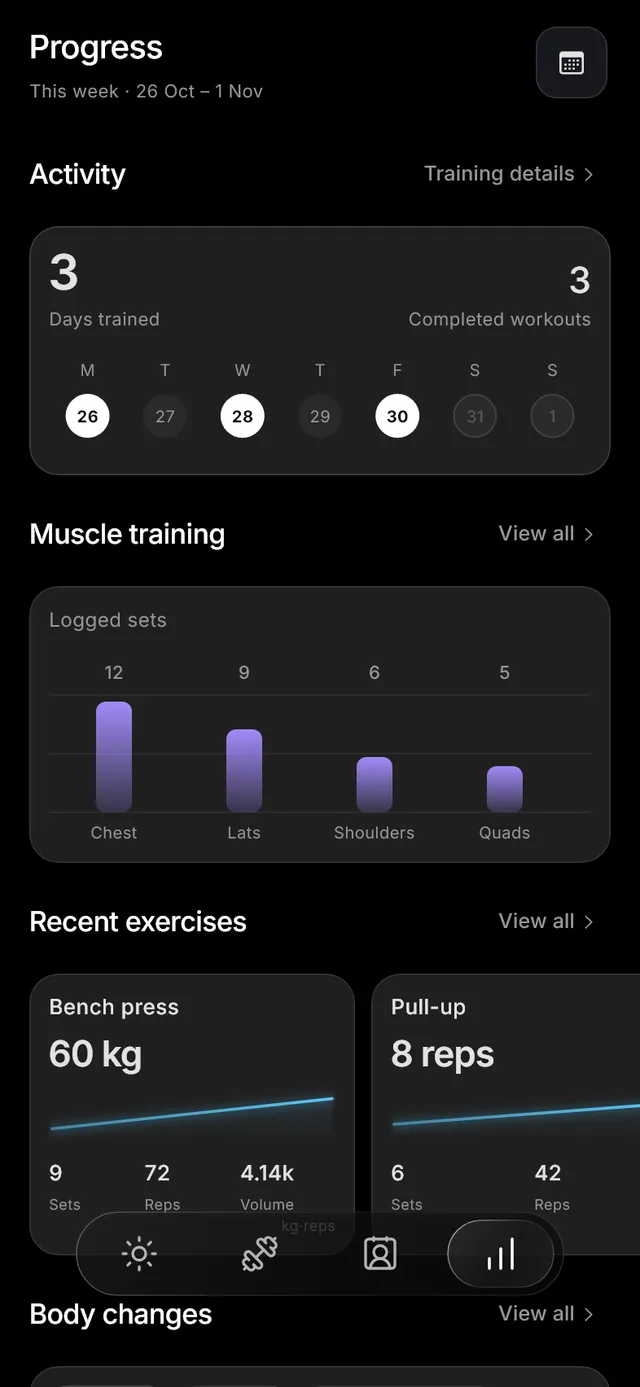 Progress
This week · 26 Oct – 1 Nov
Activity
Training details
3
3
Days trained
Completed workouts
M T W T F S S
26 27 28 29 30 31 1
Muscle training
View all
Logged sets
12 9 6 5
Chest Lats Shoulders Quads
Recent exercises
View all
Bench press
60 kg
9 72 4.14k
Sets Reps Volume
kg·reps
Pull-up
8 reps
6 42
Sets Reps
Body changes
View all